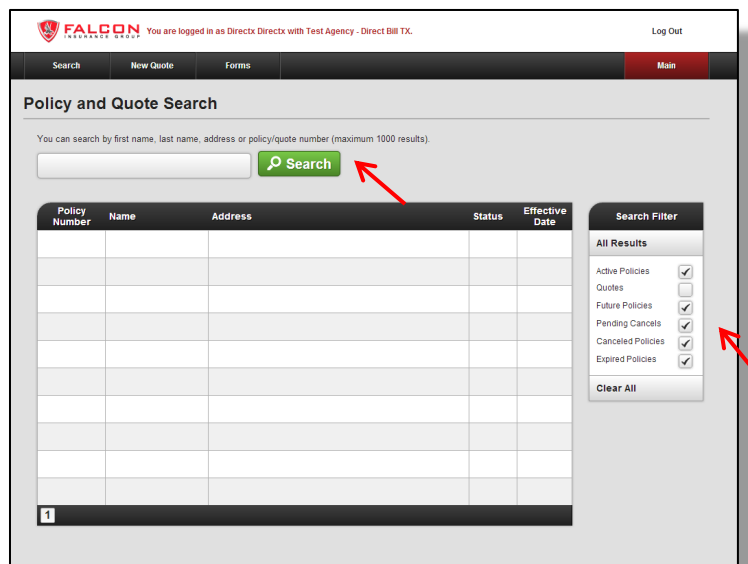 FALCON
INSURANCE GROUP
You are logged in as Directx Directx with Test Agency - Direct Bill TX.
Log Out
Search New Quote Forms Main
Policy and Quote Search
You can search by first name, last name, address or policy/quote number (maximum 1000 results).
Search
Policy Number Name Address Status Effective Date
Search Filter
All Results
Active Policies
Quotes
Future Policies
Pending Cancels
Canceled Policies
Expired Policies
Clear All
1